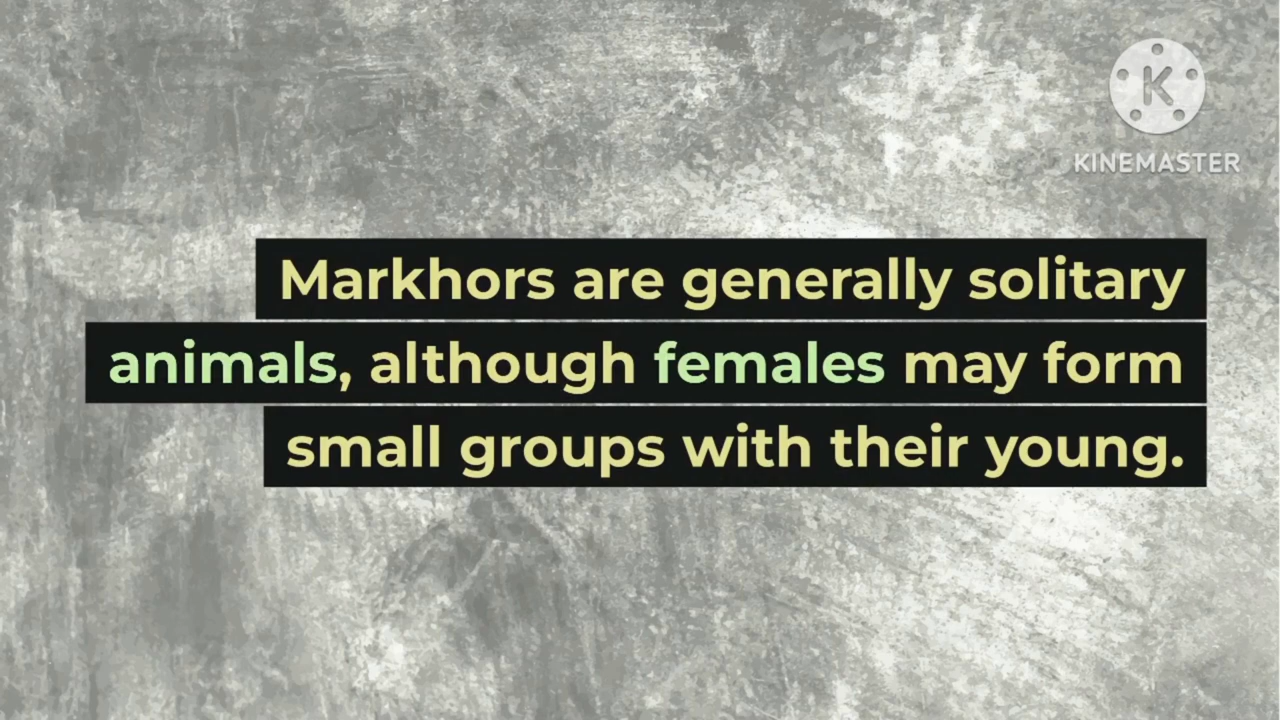 K
KINEMASTER
Markhors are generally solitary
animals, although females may form
small groups with their young.